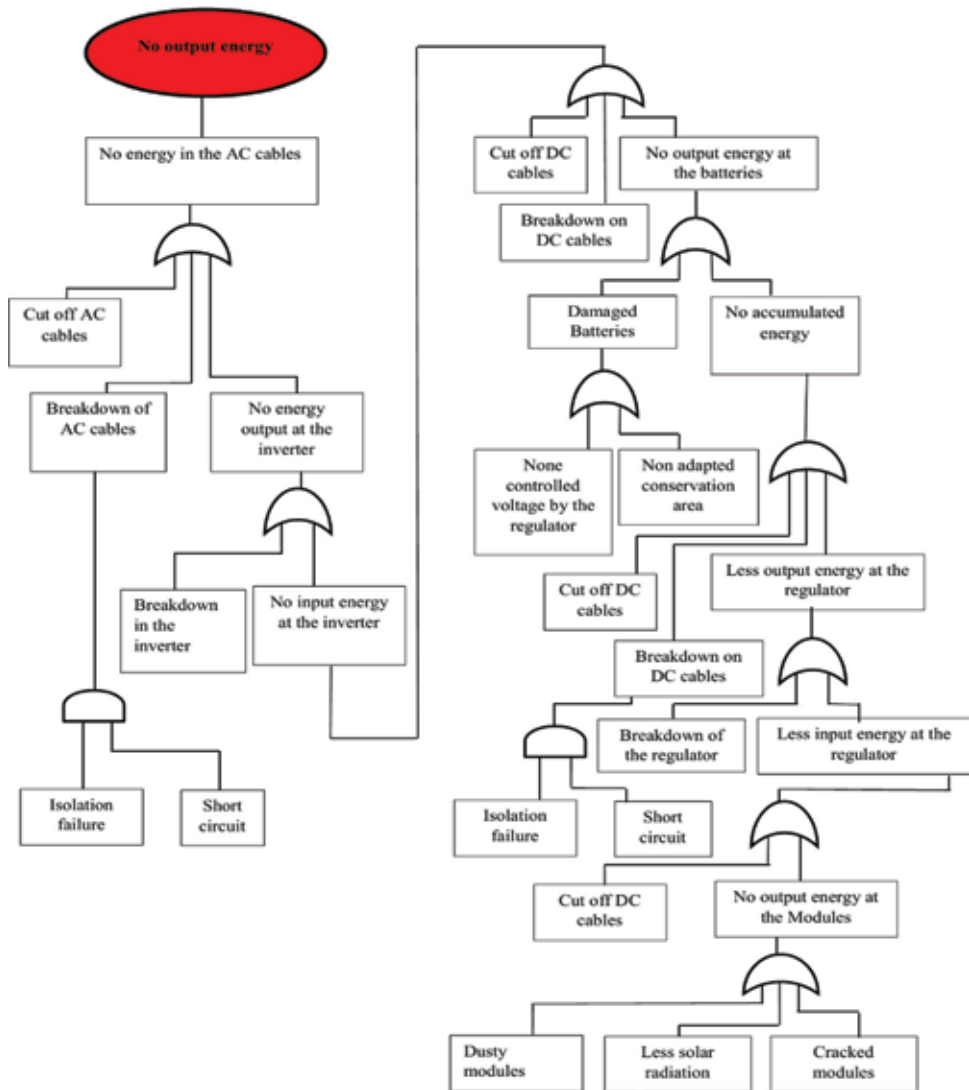 No output energy
No energy in the AC cables
Cut off AC
cables
Breakdown of
AC cables
No energy
output at the
inverter
Breakdown
in the
inverter
No input energy
at the inverter
Isolation
failure
Short
circuit
Cut off DC
cables
Breakdown on
DC cables
No output energy at
the batteries
Damaged
Batteries
No accumulated
energy
None
controlled
voltage by the
regulator
Non adapted
conservation
area
Cut off DC
cables
Breakdown on
DC cables
Less output energy at the
regulator
Isolation
failure
Short
circuit
Breakdown of
the regulator
Less input energy at the
regulator
Cut off DC
cables
No output energy at
the Modules
Dusty
modules
Less solar
radiation
Cracked
modules